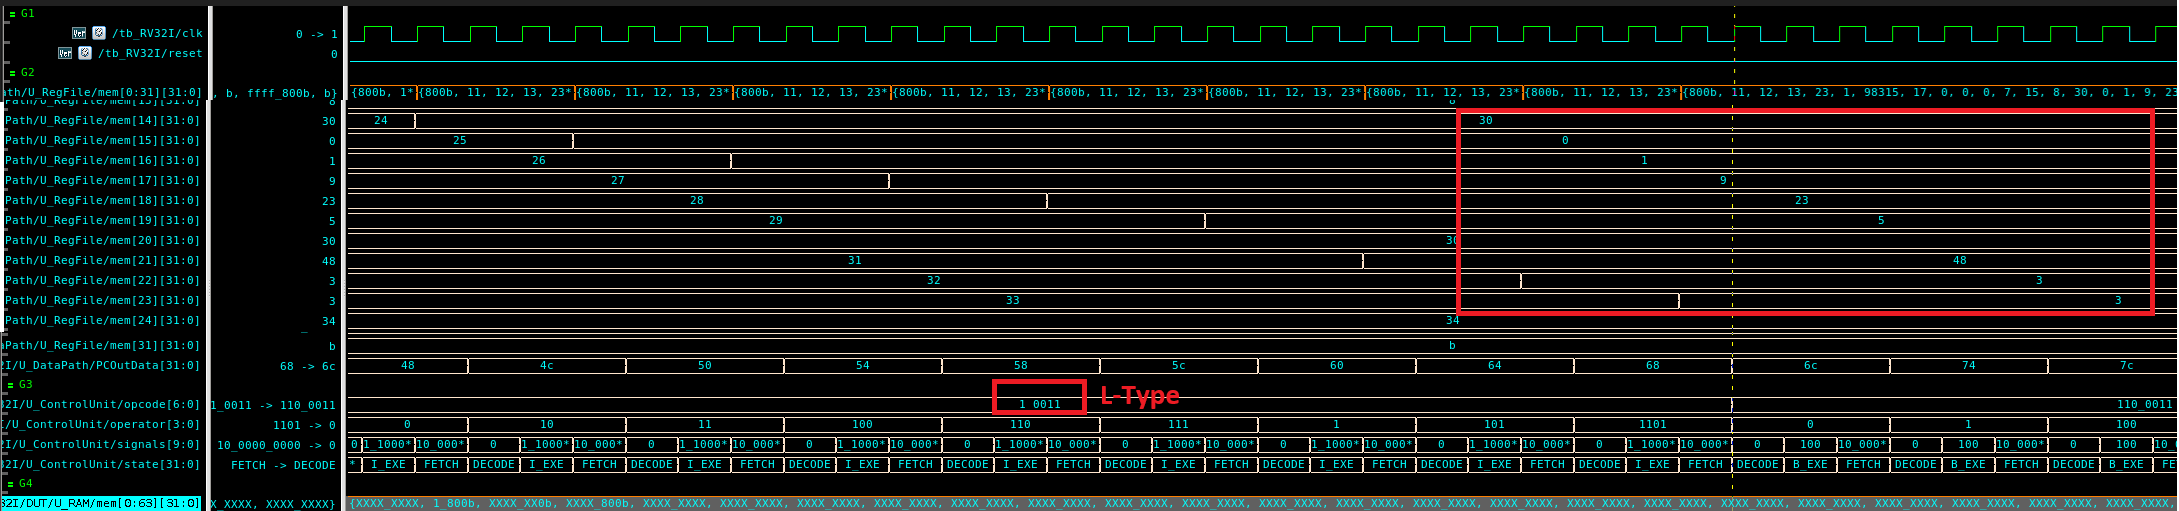 G1
/tb_RV32I/clk 0 -> 1
/tb_RV32I/reset 0
G2
ath/U_RegFile/mem[0:31][31:0] , b, ffff_800b, b} {800b, 1* {800b, 11, 12, 13, 23* {800b, 11, 12, 13, 23* {800b, 11, 12, 13, 23* {800b, 11, 12, 13, 23* {800b, 11, 12, 13, 23* {800b, 11, 12, 13, 23* {800b, 11, 12, 13, 23* {800b, 11, 12, 13, 23* {800b, 11, 12, 13, 23, 1, 98315, 17, 0, 0, 0, 7, 15, 8, 30, 0, 1, 9, 23
Path/U_RegFile/mem[14][31:0] 30 24 30
Path/U_RegFile/mem[15][31:0] 0 25 0
Path/U_RegFile/mem[16][31:0] 1 26 1
Path/U_RegFile/mem[17][31:0] 9 27 9
Path/U_RegFile/mem[18][31:0] 23 28 23
Path/U_RegFile/mem[19][31:0] 5 29 5
Path/U_RegFile/mem[20][31:0] 30 30
Path/U_RegFile/mem[21][31:0] 48 31 48
Path/U_RegFile/mem[22][31:0] 3 32 3
Path/U_RegFile/mem[23][31:0] 3 33 3
Path/U_RegFile/mem[24][31:0] 34 34
aPath/U_RegFile/mem[31][31:0] b b
2I/U_DataPath/PCOutData[31:0] 68 -> 6c 48 4c 50 54 58 5c 60 64 68 6c 74 7c
G3 L-Type
32I/U_ControlUnit/opcode[6:0] 1_0011 -> 110_0011 1_0011 110_0011
I/U_ControlUnit/operator[3:0] 1101 -> 0 0 10 11 100 110 111 1 101 1101 0 1 100
2I/U_ControlUnit/signals[9:0] 10_0000_0000 -> 0 0 1_1000* 10_000* 0 1_1000* 10_000* 0 1_1000* 10_000* 0 1_1000* 10_000* 0 1_1000* 10_000* 0 1_1000* 10_000* 0 1_1000* 10_000* 0 1_1000* 10_000* 0 1_1000* 10_000* 0 100 10_000* 0 100 10_000* 0 100 10_0
2I/U_ControlUnit/state[31:0] FETCH -> DECODE * I_EXE FETCH DECODE I_EXE FETCH DECODE I_EXE FETCH DECODE I_EXE FETCH DECODE I_EXE FETCH DECODE I_EXE FETCH DECODE I_EXE FETCH DECODE I_EXE FETCH DECODE I_EXE FETCH DECODE B_EXE FETCH DECODE B_EXE FETCH DECODE B_EXE FE
G4
32I/DUT/U_RAM/mem[0:63][31:0] X_XXXX, XXXX_XXXX} {XXXX_XXXX, 1_800b, XXXX_XX0b, XXXX_800b, XXXX_XXXX, XXXX_XXXX, XXXX_XXXX, XXXX_XXXX, XXXX_XXXX, XXXX_XXXX, XXXX_XXXX, XXXX_XXXX, XXXX_XXXX, XXXX_XXXX, XXXX_XXXX, XXXX_XXXX, XXXX_XXXX, XXXX_XXXX, XXXX_XXXX, XXXX_XXXX, XXXX_XXXX, XXXX_XXXX, XXXX_XXXX, XXXX_XXXX,